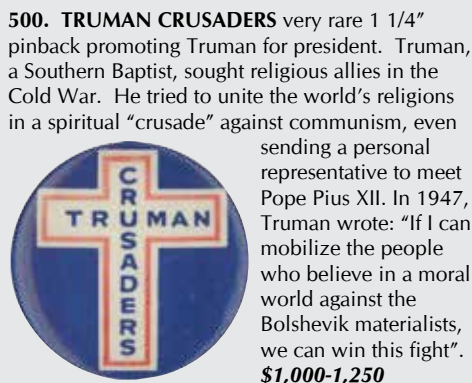 500. TRUMAN CRUSADERS very rare 1 1/4"
pinback promoting Truman for president. Truman,
a Southern Baptist, sought religious allies in the
Cold War. He tried to unite the world's religions
in a spiritual "crusade" against communism, even
sending a personal
representative to meet
Pope Pius XII. In 1947,
Truman wrote: "If I can
mobilize the people
who believe in a moral
world against the
Bolshevik materialists,
we can win this fight".
$1,000-1,250
TRUMAN
CRUSADERS